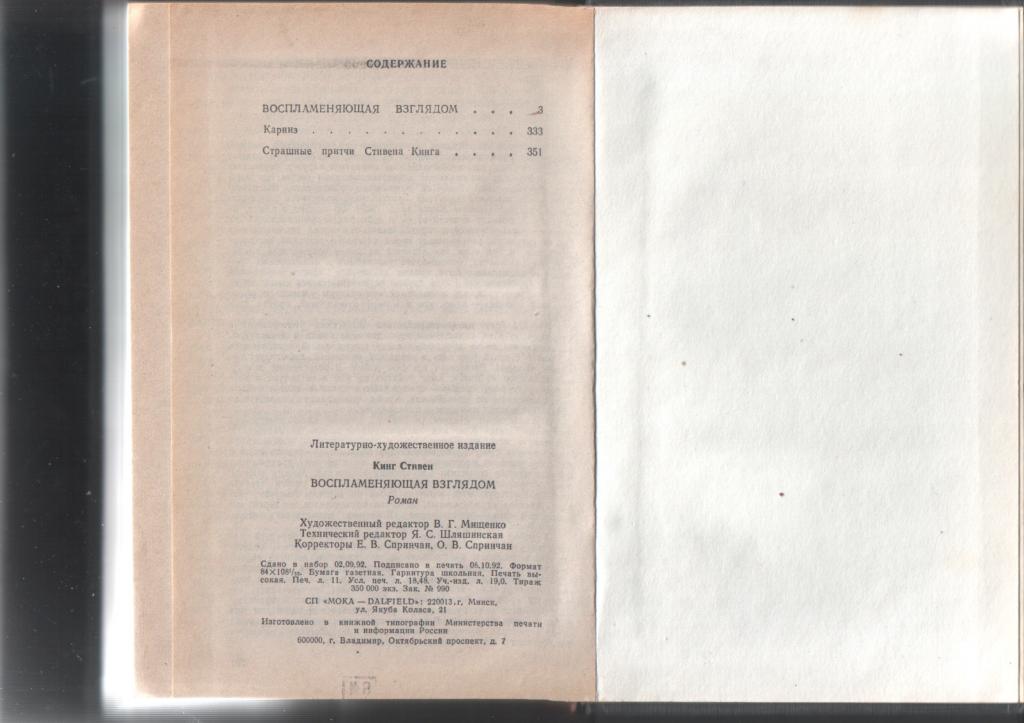 СОДЕРЖАНИЕ
ВОСПЛАМЕНЯЮЩАЯ ВЗГЛЯДОМ . . . 3
Карниз . . . . . . . . . . . . 333
Страшные притчи Стивена Кинга . . . . 351
Литературно-художественное издание
Кинг Стивен
ВОСПЛАМЕНЯЮЩАЯ ВЗГЛЯДОМ
Роман
Художественный редактор В. Г. Мищенко
Технический редактор Я. С. Шляшинская
Корректоры Е. В. Спринчан, О. В. Спринчан
Сдано в набор 02.09.92. Подписано в печать 06.10.92. Формат
84×108¹/₃₂. Бумага газетная. Гарнитура школьная. Печать вы-
сокая. Печ. л. 11. Усл. печ. л. 18,48. Уч.-изд. л. 19,0. Тираж
350 000 экз. Зак. № 990
СП «МОКА — DALFIELD»: 220013, г. Минск,
ул. Якуба Коласа, 21
Изготовлено в книжной типографии Министерства печати
и информации России
600000, г. Владимир, Октябрьский проспект, д. 7